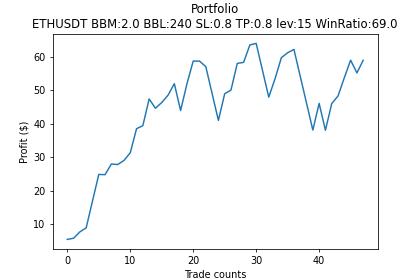 Portfolio
ETHUSDT BBM:2.0 BBL:240 SL:0.8 TP:0.8 lev:15 WinRatio:69.0
Profit ($)
60
50
40
30
20
10
0
10
20
30
40
Trade counts